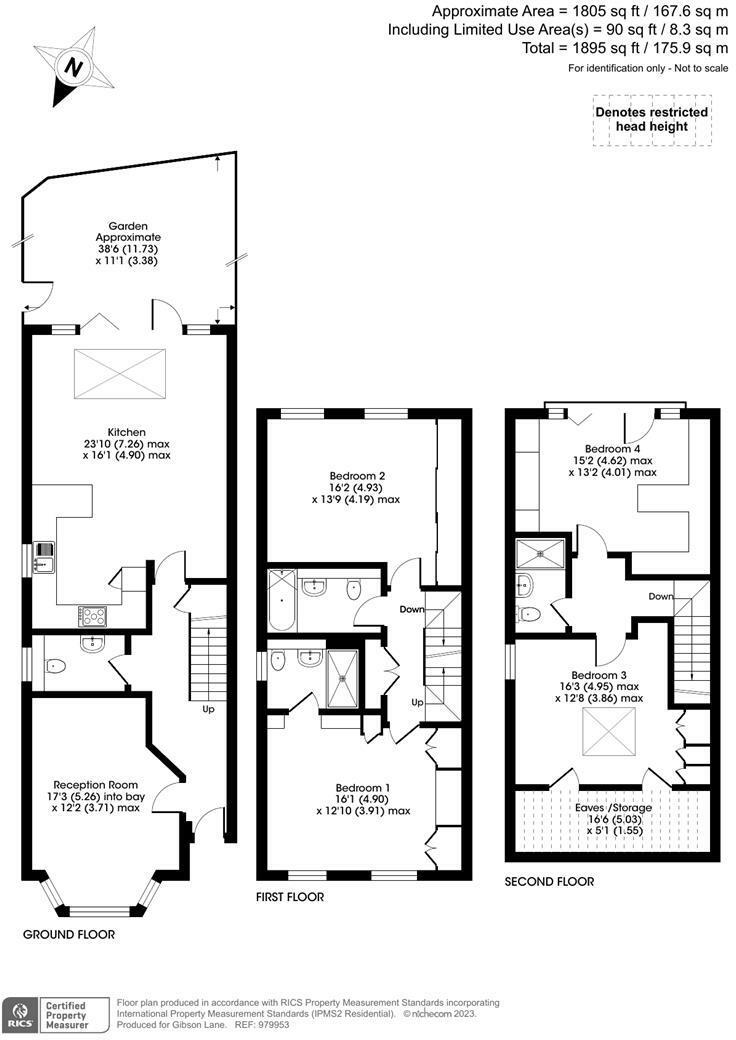 Approximate Area = 1805 sq ft / 167.6 sq m
Including Limited Use Area(s) = 90 sq ft / 8.3 sq m
Total = 1895 sq ft / 175.9 sq m
For identification only - Not to scale
N
Denotes restricted
head height
Garden
Approximate
38'6 (11.73)
x 11'1 (3.38)
Kitchen
23'10 (7.26) max
x 16'1 (4.90) max
Up
Reception Room
17'3 (5.26) into bay
x 12'2 (3.71) max
GROUND FLOOR
Bedroom 2
16'2 (4.93)
x 13'9 (4.19) max
Down
Up
Bedroom 1
16'1 (4.90)
x 12'10 (3.91) max
FIRST FLOOR
Bedroom 4
15'2 (4.62) max
x 13'2 (4.01) max
Down
Bedroom 3
16'3 (4.95) max
x 12'8 (3.86) max
Eaves /Storage
16'6 (5.03)
x 5'1 (1.55)
SECOND FLOOR
RICS
Certified
Property
Measurer
Floor plan produced in accordance with RICS Property Measurement Standards incorporating
International Property Measurement Standards (IPMS2 Residential). © nichecom 2023.
Produced for Gibson Lane. REF: 979953